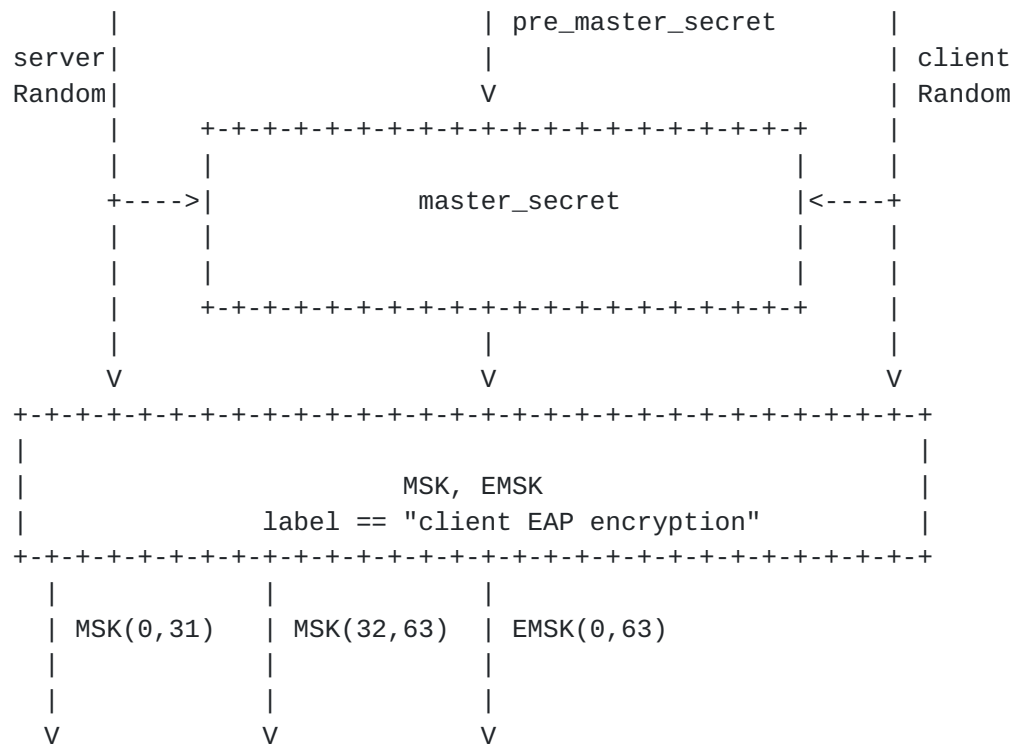 | | pre_master_secret |
server| | | client
Random| V | Random
| +-+-+-+-+-+-+-+-+-+-+-+-+-+-+-+-+-+-+-+ |
| | | |
+---->| master_secret |<----+
| | | |
| | | |
| +-+-+-+-+-+-+-+-+-+-+-+-+-+-+-+-+-+-+-+ |
| | |
V V V
+-+-+-+-+-+-+-+-+-+-+-+-+-+-+-+-+-+-+-+-+-+-+-+-+-+-+-+-+-+
| |
| MSK, EMSK |
| label == "client EAP encryption" |
+-+-+-+-+-+-+-+-+-+-+-+-+-+-+-+-+-+-+-+-+-+-+-+-+-+-+-+-+-+
| | |
| MSK(0,31) | MSK(32,63) | EMSK(0,63)
| | |
| | |
V V V